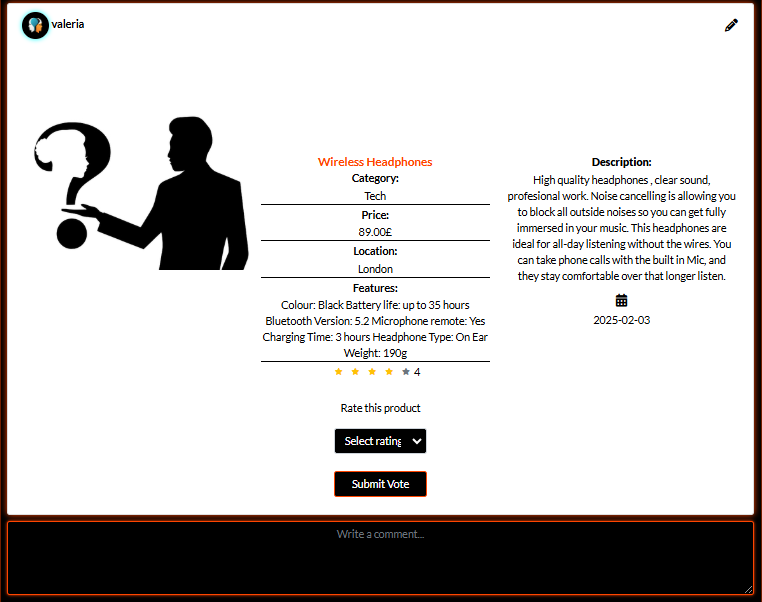 valeria
Wireless Headphones
Category:
Tech
Price:
89.00£
Location:
London
Features:
Colour: Black Battery life: up to 35 hours
Bluetooth Version: 5.2 Microphone remote: Yes
Charging Time: 3 hours Headphone Type: On Ear
Weight: 190g
4
Rate this product
Select rating
Submit Vote
Description:
High quality headphones , clear sound,
profesional work. Noise cancelling is allowing you
to block all outside noises so you can get fully
immersed in your music. This headphones are
ideal for all-day listening without the wires. You
can take phone calls with the built in Mic, and
they stay comfortable over that longer listen.
2025-02-03
Write a comment...